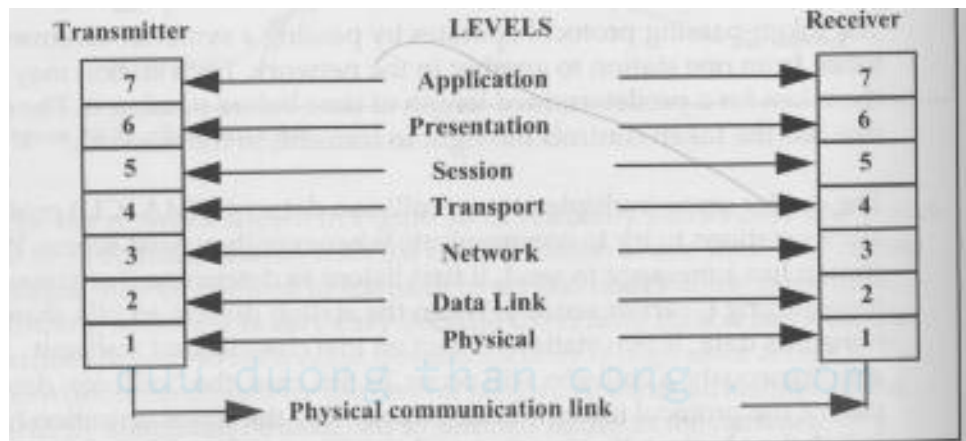 Transmitter LEVELS Receiver
7 Application 7
6 Presentation 6
5 Session 5
4 Transport 4
3 Network 3
2 Data Link 2
1 Physical 1
cuu duong than cong . com
Physical communication link